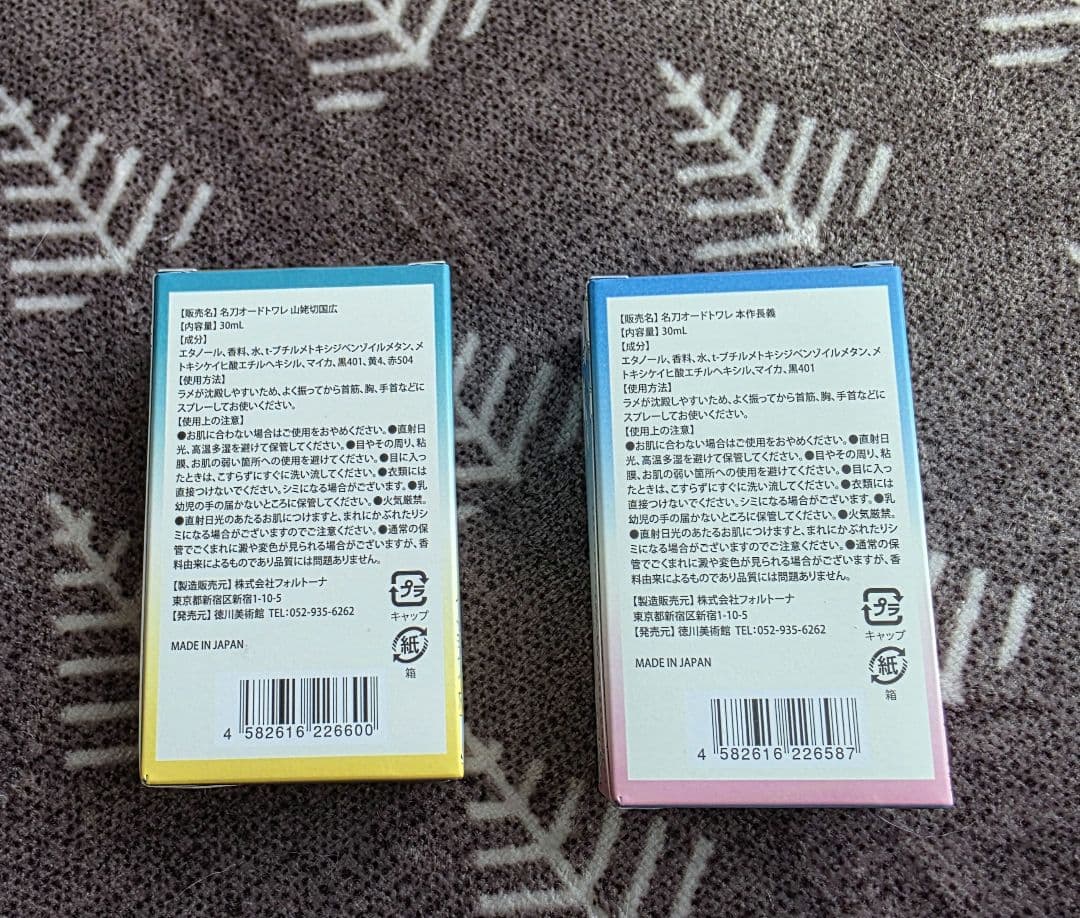 【販売名】名刀オードトワレ 山姥切国広
【内容量】30mL
【成分】
エタノール、香料、水、t-ブチルメトキシジベンゾイルメタン、メ
トキシケイヒ酸エチルヘキシル、マイカ、黒401、黄4、赤504
【使用方法】
ラメが沈殿しやすいため、よく振ってから首筋、胸、手首などに
スプレーしてお使いください。
【使用上の注意】
●お肌に合わない場合はご使用をおやめください。●直射日
光、高温多湿を避けて保管してください。●目やその周り、粘
膜、お肌の弱い箇所への使用を避けてください。●目に入っ
たときは、こすらずにすぐに洗い流してください。●衣類には
直接つけないでください。シミになる場合がございます。●乳
幼児の手の届かないところに保管してください。●火気厳禁。
●直射日光のあたるお肌につけますと、まれにかぶれたりシ
ミになる場合がございますのでご注意ください。●通常の保
管でごくまれに澱や変色が見られる場合がございますが、香
料由来によるものであり品質には問題ありません。
【製造販売元】株式会社フォルトーナ
東京都新宿区新宿1-10-5
【発売元】徳川美術館 TEL:052-935-6262
プラ
キャップ
紙
箱
MADE IN JAPAN
4 582616 226600
【販売名】名刀オードトワレ 本作長義
【内容量】30mL
【成分】
エタノール、香料、水、t-ブチルメトキシジベンゾイルメタン、メ
トキシケイヒ酸エチルヘキシル、マイカ、黒401
【使用方法】
ラメが沈殿しやすいため、よく振ってから首筋、胸、手首などに
スプレーしてお使いください。
【使用上の注意】
●お肌に合わない場合はご使用をおやめください。●直射日
光、高温多湿を避けて保管してください。●目やその周り、粘
膜、お肌の弱い箇所への使用を避けてください。●目に入っ
たときは、こすらずにすぐに洗い流してください。●衣類には
直接つけないでください。シミになる場合がございます。●乳
幼児の手の届かないところに保管してください。●火気厳禁。
●直射日光のあたるお肌につけますと、まれにかぶれたりシ
ミになる場合がございますのでご注意ください。●通常の保
管でごくまれに澱や変色が見られる場合がございますが、香
料由来によるものであり品質には問題ありません。
【製造販売元】株式会社フォルトーナ
東京都新宿区新宿1-10-5
【発売元】徳川美術館 TEL:052-935-6262
プラ
キャップ
紙
箱
MADE IN JAPAN
4 582616 226587